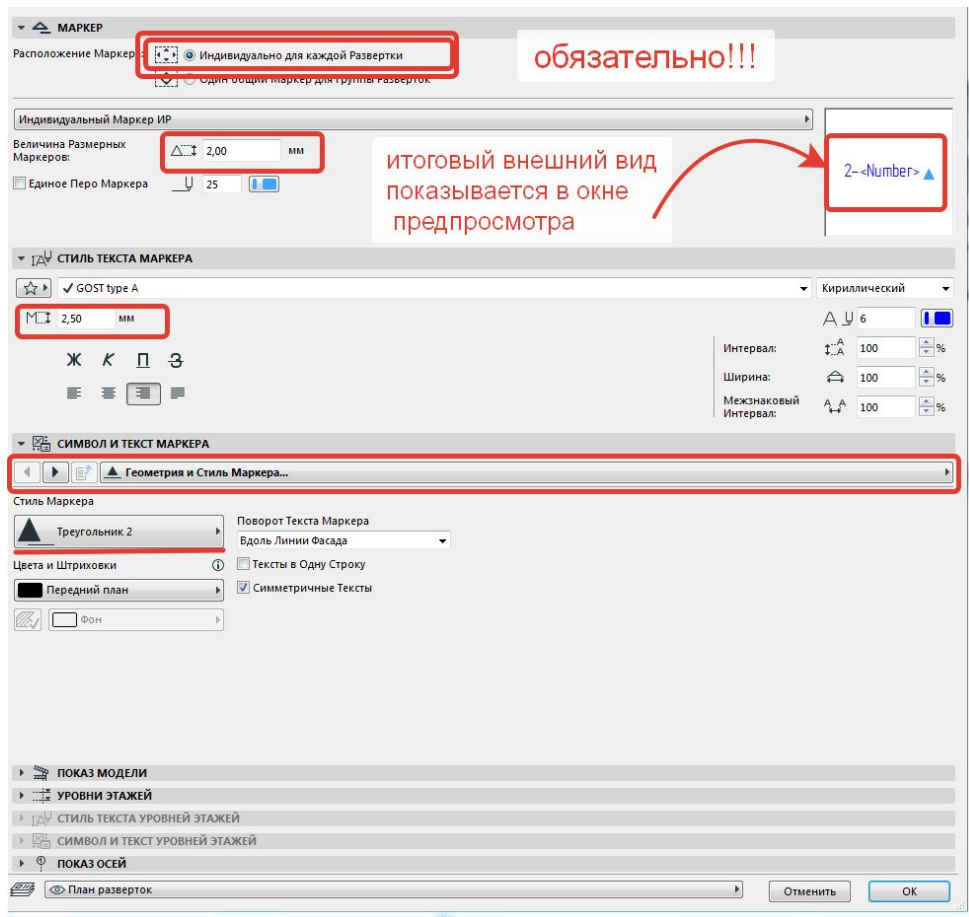 МАРКЕР
Расположение Маркера:
Индивидуально для каждой Развертки
обязательно!!!
Один общий Маркер для группы Разверток
Индивидуальный Маркер ИР
Величина Размерных
Маркеров:
2,00 мм
Единое Перо Маркера 25
итоговый внешний вид
показывается в окне
предпросмотра
2-<Number>
СТИЛЬ ТЕКСТА МАРКЕРА
GOST type A
Кириллический
2,50 мм
6
Ж К П З
Интервал: 100 %
Ширина: 100 %
Межзнаковый
Интервал: 100 %
СИМВОЛ И ТЕКСТ МАРКЕРА
Геометрия и Стиль Маркера...
Стиль Маркера
Треугольник 2
Поворот Текста Маркера
Вдоль Линии Фасада
Цвета и Штриховки
Тексты в Одну Строку
Передний план
Симметричные Тексты
Фон
ПОКАЗ МОДЕЛИ
УРОВНИ ЭТАЖЕЙ
СТИЛЬ ТЕКСТА УРОВНЕЙ ЭТАЖЕЙ
СИМВОЛ И ТЕКСТ УРОВНЕЙ ЭТАЖЕЙ
ПОКАЗ ОСЕЙ
План разверток
Отменить
OK